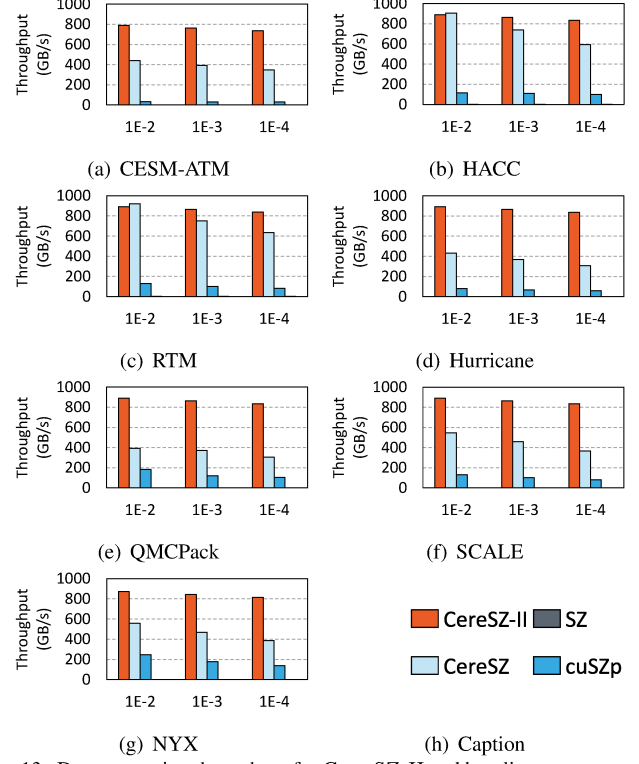 1000
800
600
400
200
0
Throughput
(GB/s)
1E-2 1E-3 1E-4
(a) CESM-ATM
1000
800
600
400
200
0
Throughput
(GB/s)
1E-2 1E-3 1E-4
(b) HACC
1000
800
600
400
200
0
Throughput
(GB/s)
1E-2 1E-3 1E-4
(c) RTM
1000
800
600
400
200
0
Throughput
(GB/s)
1E-2 1E-3 1E-4
(d) Hurricane
1000
800
600
400
200
0
Throughput
(GB/s)
1E-2 1E-3 1E-4
(e) QMCPack
1000
800
600
400
200
0
Throughput
(GB/s)
1E-2 1E-3 1E-4
(f) SCALE
1000
800
600
400
200
0
Throughput
(GB/s)
1E-2 1E-3 1E-4
(g) NYX
CereSZ-II SZ
CereSZ cuSZp
(h) Caption